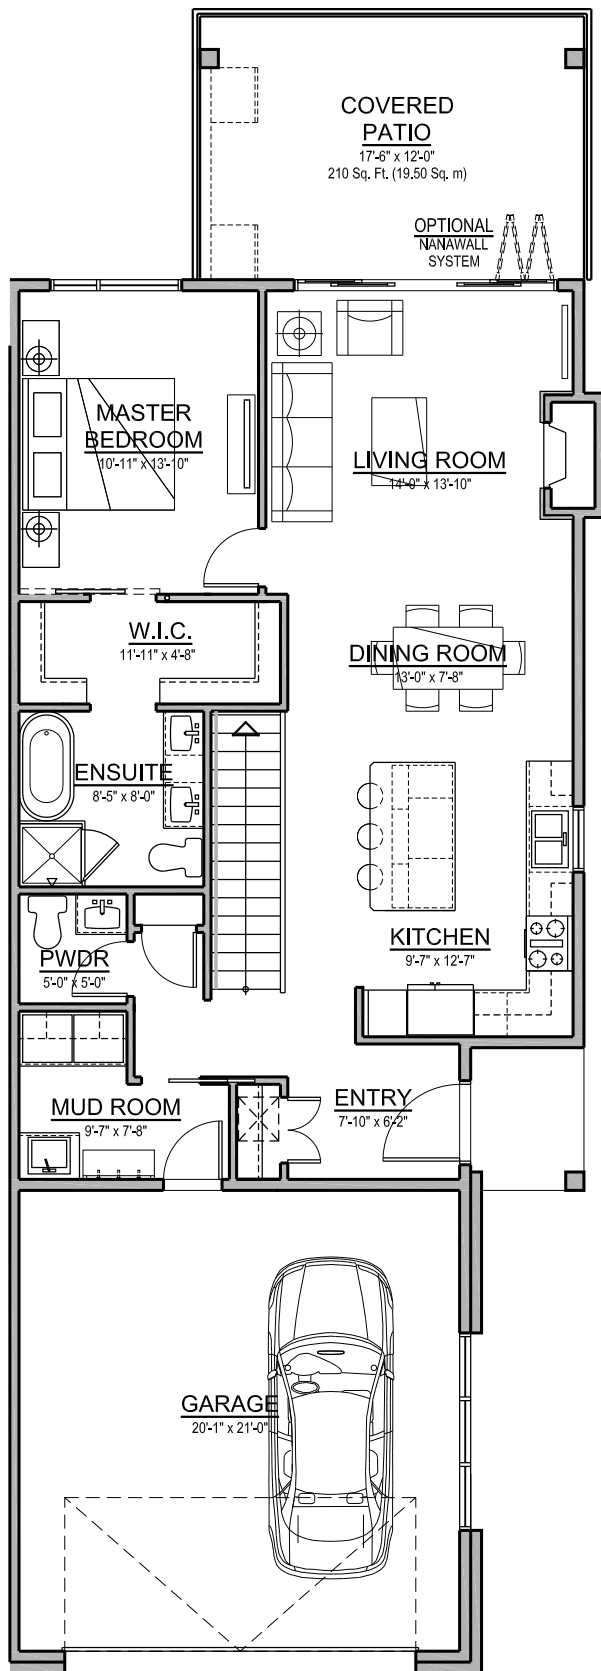 COVERED
PATIO
17'-6" x 12'-0"
210 Sq. Ft. (19.50 Sq. m)
OPTIONAL
NANAWALL
SYSTEM
MASTER
BEDROOM
10'-11" x 13'-10"
LIVING ROOM
14'-0" x 13'-10"
W.I.C.
11'-11" x 4'-8"
DINING ROOM
13'-0" x 7'-8"
ENSUITE
8'-5" x 8'-0"
KITCHEN
9'-7" x 12'-7"
PWDR
5'-0" x 5'-0"
MUD ROOM
9'-7" x 7'-8"
ENTRY
7'-10" x 6'-2"
GARAGE
20'-1" x 21'-0"